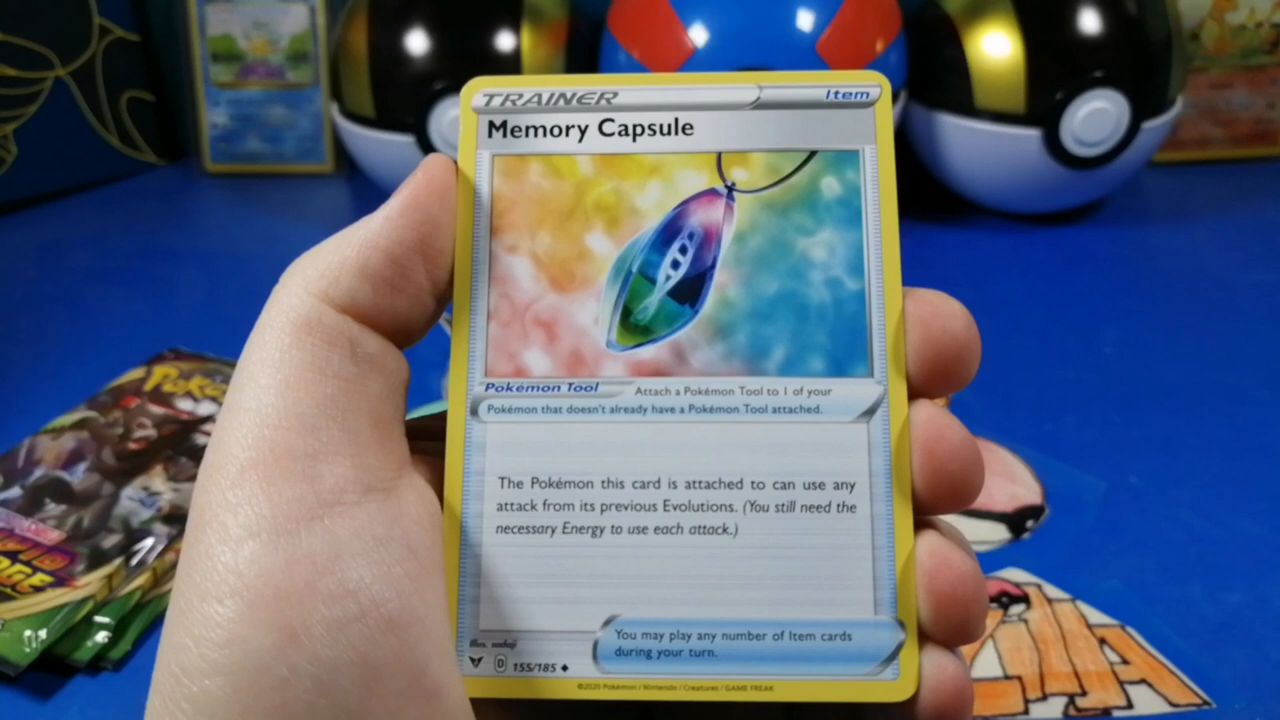 TRAINER Item
Memory Capsule
Pokémon Tool Attach a Pokémon Tool to 1 of your
Pokémon that doesn't already have a Pokémon Tool attached.
The Pokémon this card is attached to can use any
attack from its previous Evolutions. (You still need the
necessary Energy to use each attack.)
You may play any number of Item cards
during your turn.
Illus. sadaji
D 155/185
©2020 Pokémon / Nintendo / Creatures / GAME FREAK